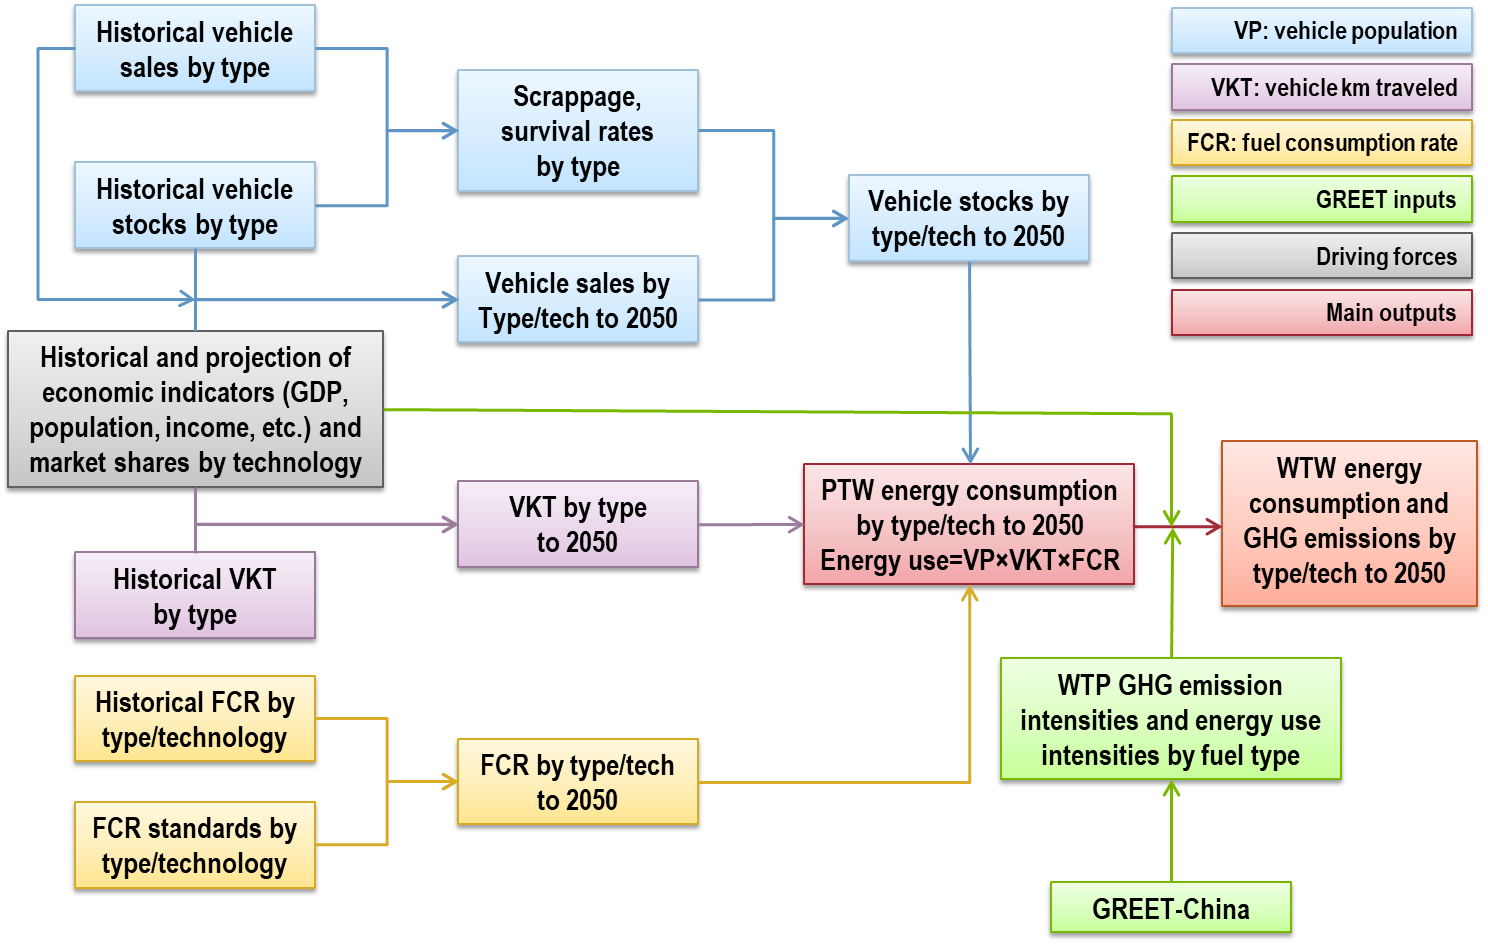 Historical vehicle
sales by type
Historical vehicle
stocks by type
Scrappage,
survival rates
by type
Vehicle sales by
Type/tech to 2050
Vehicle stocks by
type/tech to 2050
VP: vehicle population
VKT: vehicle km traveled
FCR: fuel consumption rate
GREET inputs
Driving forces
Main outputs
Historical and projection of
economic indicators (GDP,
population, income, etc.) and
market shares by technology
VKT by type
to 2050
Historical VKT
by type
PTW energy consumption
by type/tech to 2050
Energy use=VP×VKT×FCR
WTW energy
consumption and
GHG emissions by
type/tech to 2050
Historical FCR by
type/technology
FCR standards by
type/technology
FCR by type/tech
to 2050
WTP GHG emission
intensities and energy use
intensities by fuel type
GREET-China